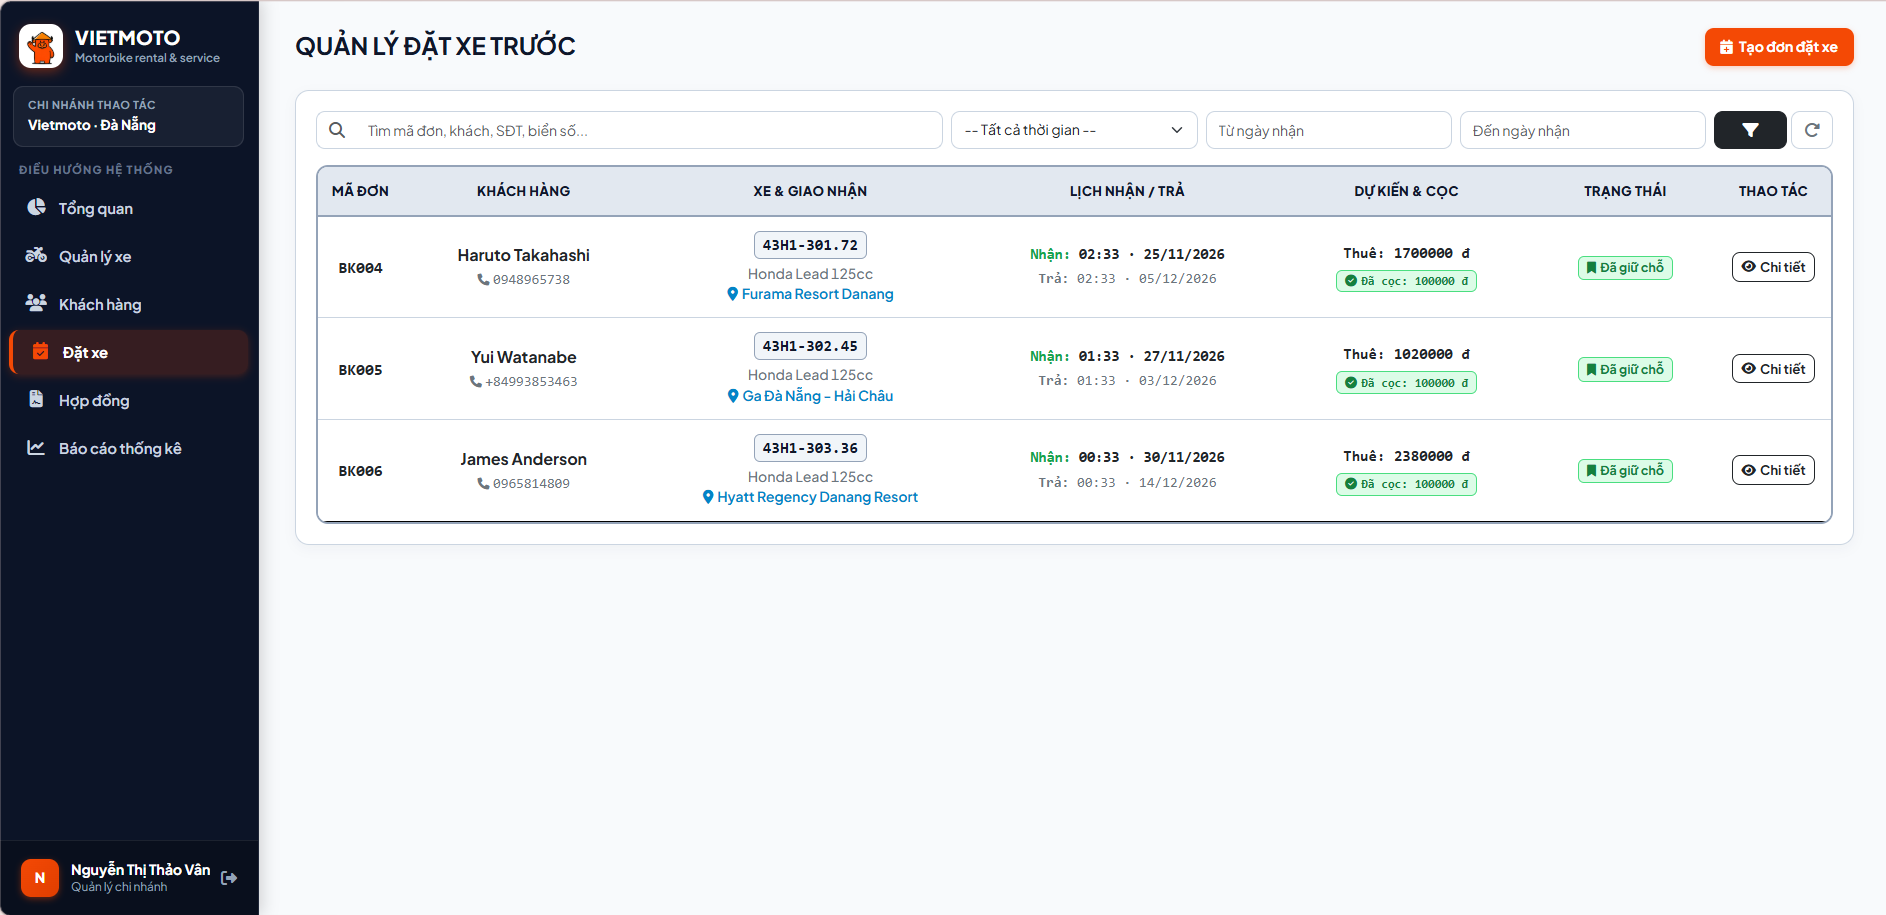 VIETMOTO
Motorbike rental & service
CHI NHÁNH THAO TÁC
Vietmoto · Đà Nẵng
ĐIỀU HƯỚNG HỆ THỐNG
Tổng quan
Quản lý xe
Khách hàng
Đặt xe
Hợp đồng
Báo cáo thống kê
N
Nguyễn Thị Thảo Vân
Quản lý chi nhánh
QUẢN LÝ ĐẶT XE TRƯỚC
Tạo đơn đặt xe
Tìm mã đơn, khách, SĐT, biển số...
-- Tất cả thời gian --
Từ ngày nhận
Đến ngày nhận
MÃ ĐƠN KHÁCH HÀNG XE & GIAO NHẬN LỊCH NHẬN / TRẢ DỰ KIẾN & CỌC TRẠNG THÁI THAO TÁC
BK004
Haruto Takahashi
0948965738
43H1-301.72
Honda Lead 125cc
Furama Resort Danang
Nhận: 02:33 · 25/11/2026
Trả: 02:33 · 05/12/2026
Thuê: 1700000 đ
Đã cọc: 100000 đ
Đã giữ chỗ
Chi tiết
BK005
Yui Watanabe
+84993853463
43H1-302.45
Honda Lead 125cc
Ga Đà Nẵng - Hải Châu
Nhận: 01:33 · 27/11/2026
Trả: 01:33 · 03/12/2026
Thuê: 1020000 đ
Đã cọc: 100000 đ
Đã giữ chỗ
Chi tiết
BK006
James Anderson
0965814809
43H1-303.36
Honda Lead 125cc
Hyatt Regency Danang Resort
Nhận: 00:33 · 30/11/2026
Trả: 00:33 · 14/12/2026
Thuê: 2380000 đ
Đã cọc: 100000 đ
Đã giữ chỗ
Chi tiết